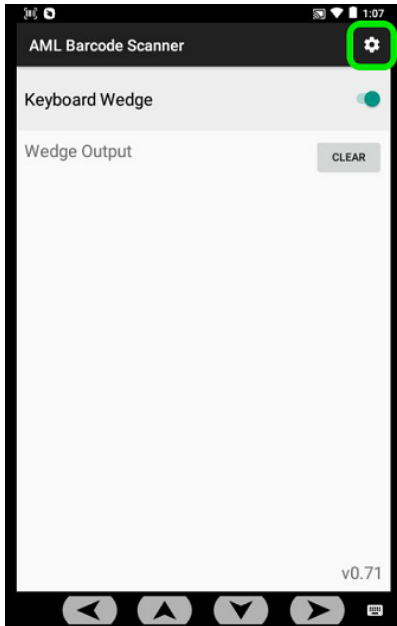 1:07
AML Barcode Scanner
Keyboard Wedge
Wedge Output
CLEAR
v0.71